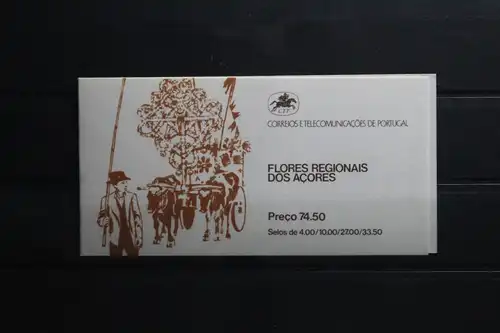 CTT
CORREIOS E TELECOMUNICAÇÕES DE PORTUGAL
FLORES REGIONAIS
DOS AÇORES
Preço 74.50
Selos de 4.00/10.00/27.00/33.50